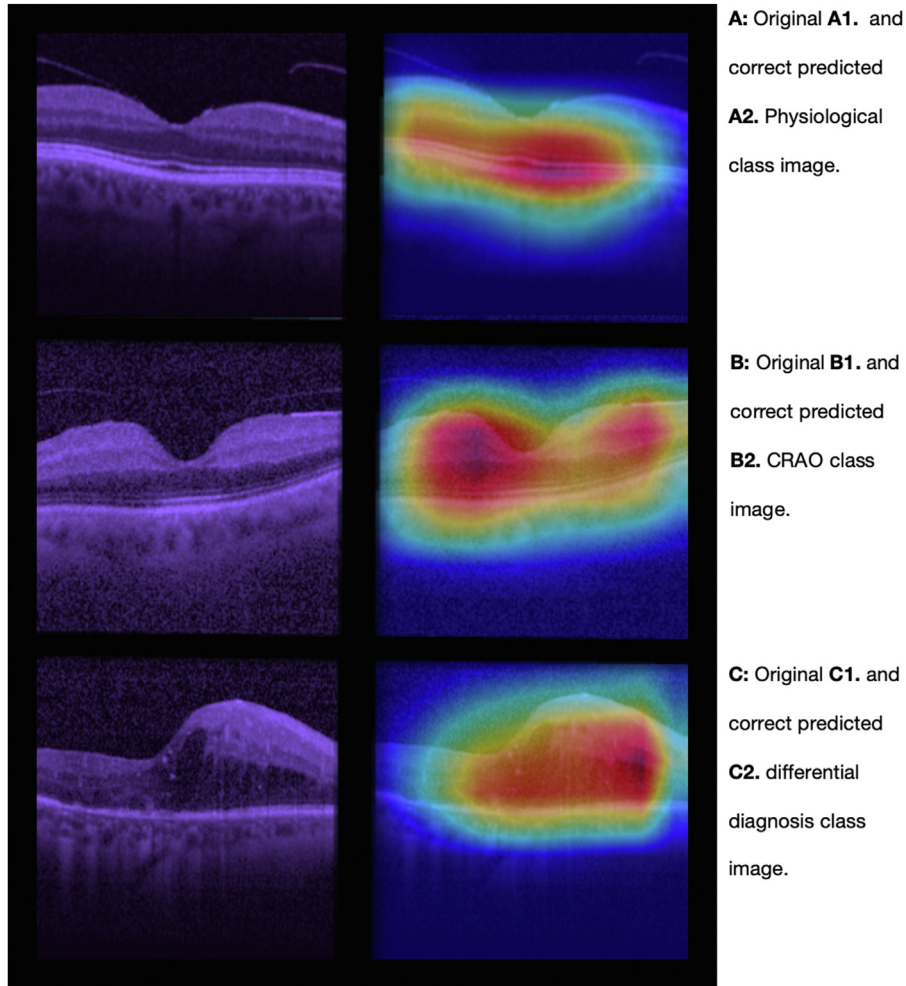 A: Original A1. and
correct predicted
A2. Physiological
class image.
B: Original B1. and
correct predicted
B2. CRAO class
image.
C: Original C1. and
correct predicted
C2. differential
diagnosis class
image.